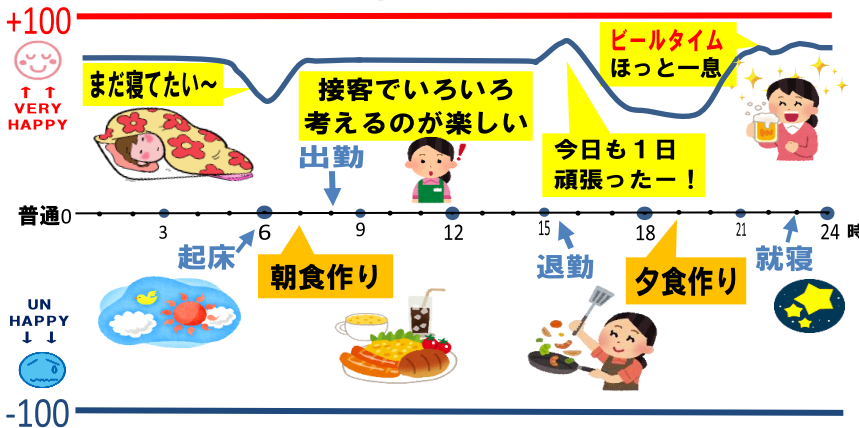 +100
VERY
HAPPY
まだ寝てたい～
接客でいろいろ
考えるのが楽しい
今日も１日
頑張ったー！
ビールタイム
ほっと一息
出勤
普通0
3
6
9
12
15
18
21
24
時
起床
朝食作り
退勤
夕食作り
就寝
UN
HAPPY
-100